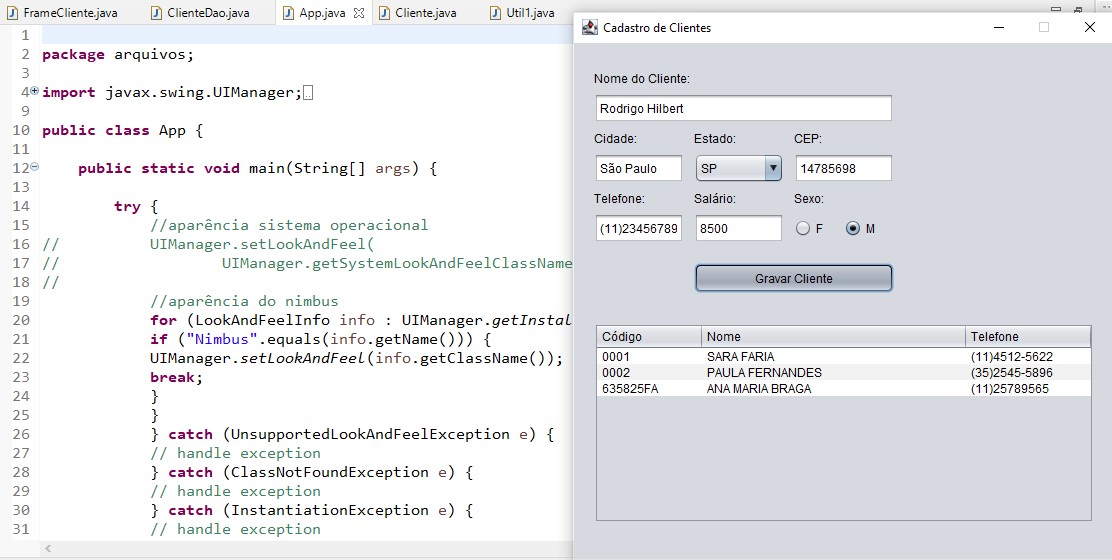 FrameCliente.java ClienteDao.java App.java Cliente.java Util1.java
1
2 package arquivos;
3
4 import javax.swing.UIManager;
9
10 public class App {
11
12 public static void main(String[] args) {
13
14 try {
15 //aparência sistema operacional
16 // UIManager.setLookAndFeel(
17 // UIManager.getSystemLookAndFeelClassName
18 //
19 //aparência do nimbus
20 for (LookAndFeelInfo info : UIManager.getInstal
21 if ("Nimbus".equals(info.getName())) {
22 UIManager.setLookAndFeel(info.getClassName());
23 break;
24 }
25 }
26 } catch (UnsupportedLookAndFeelException e) {
27 // handle exception
28 } catch (ClassNotFoundException e) {
29 // handle exception
30 } catch (InstantiationException e) {
31 // handle exception
Cadastro de Clientes
Nome do Cliente:
Rodrigo Hilbert
Cidade: Estado: CEP:
São Paulo SP 14785698
Telefone: Salário: Sexo:
(11)23456789 8500 F M
Gravar Cliente
Código Nome Telefone
0001 SARA FARIA (11)4512-5622
0002 PAULA FERNANDES (35)2545-5896
635825FA ANA MARIA BRAGA (11)25789565